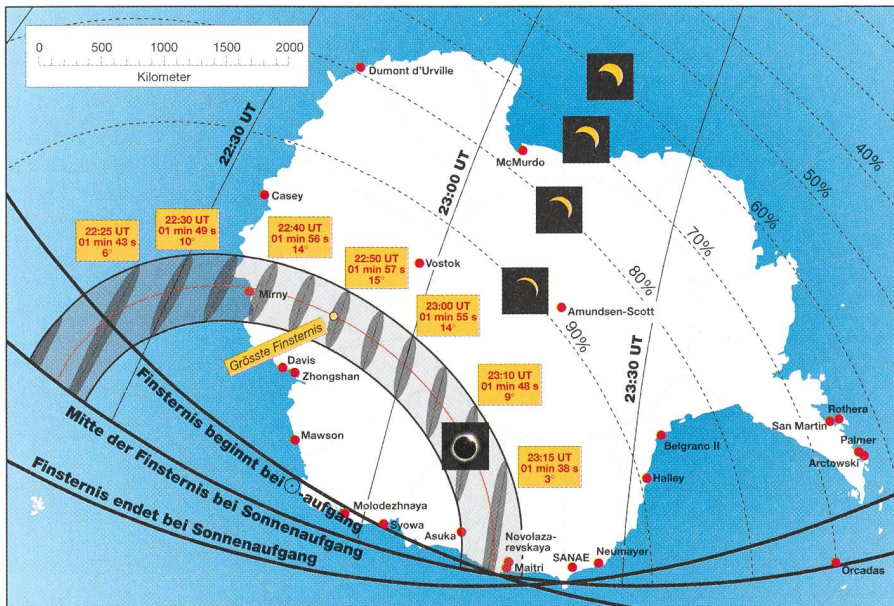 0 500 1000 1500 2000
Kilometer
Dumont d'Urville
22:30 UT
McMurdo
40%
50%
60%
70%
80%
90%
23:00 UT
Casey
22:25 UT
01 min 43 s
6°
22:30 UT
01 min 49 s
10°
22:40 UT
01 min 56 s
14°
22:50 UT
01 min 57 s
15°
Vostok
Mirny
23:00 UT
01 min 55 s
14°
Amundsen-Scott
Grösste Finsternis
23:30 UT
Davis
Zhongshan
23:10 UT
01 min 48 s
9°
Mawson
23:15 UT
01 min 38 s
3°
Rothera
San Martin
Palmer
Arctowski
Belgrano II
Halley
Finsternis beginnt bei ☉-aufgang
Mitte der Finsternis bei Sonnenaufgang
Finsternis endet bei Sonnenaufgang
Molodezhnaya
Syowa
Asuka
Novolaza-
revskaya
Maitri
SANAE
Neumayer
Orcadas